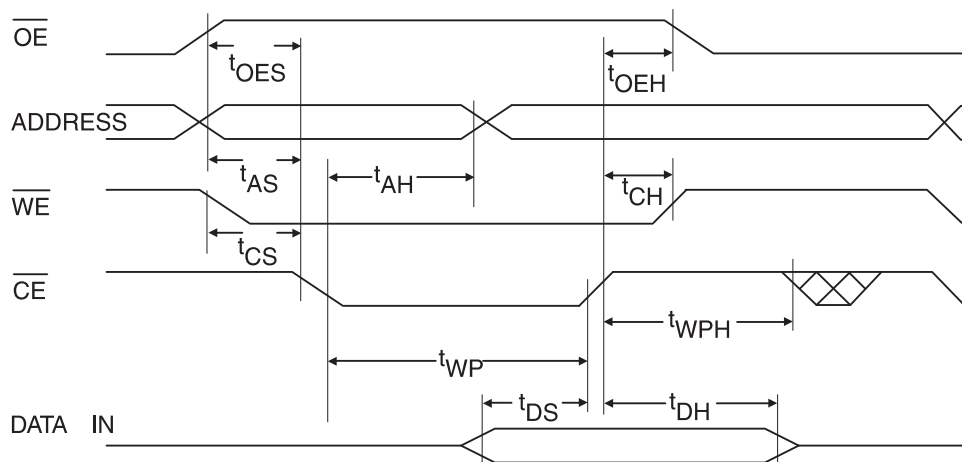 OE
tOES
tOEH
ADDRESS
tAS
tAH
tCH
WE
tCS
CE
tWPH
tWP
tDS
tDH
DATA IN